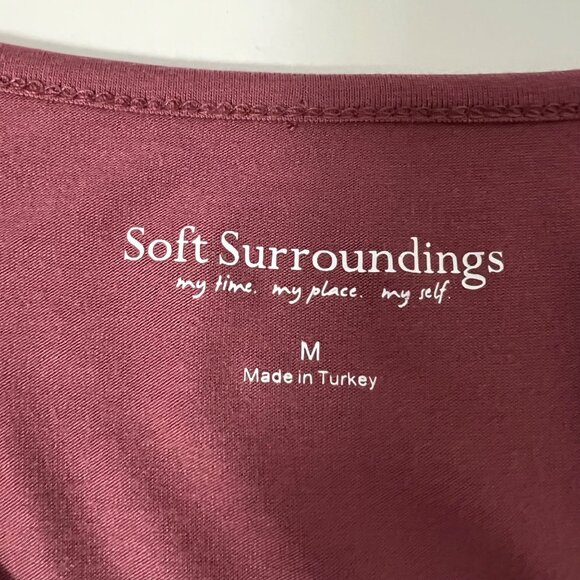 Soft Surroundings
my time. my place. my self.
M
Made in Turkey